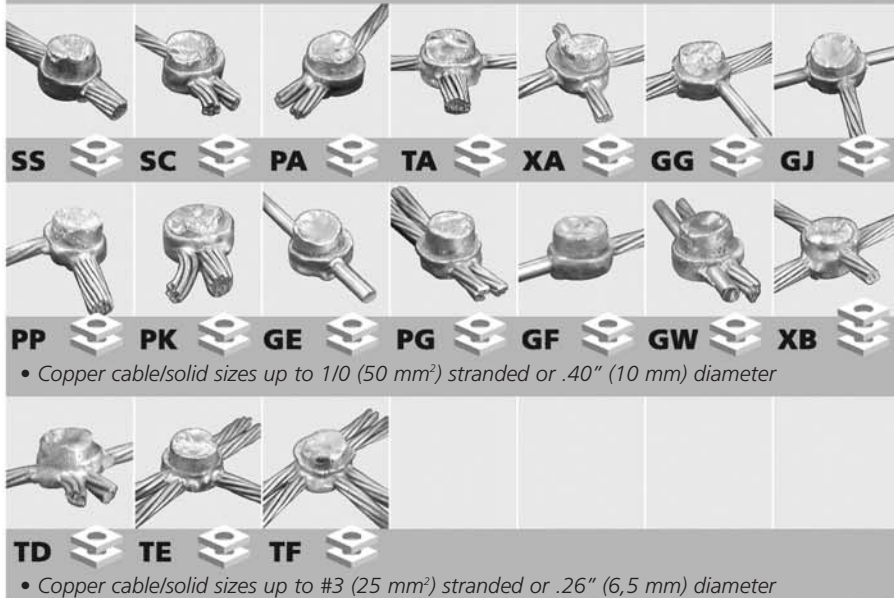 SS SC PA TA XA GG GJ
PP PK GE PG GF GW XB
• Copper cable/solid sizes up to 1/0 (50 mm²) stranded or .40" (10 mm) diameter
TD TE TF
• Copper cable/solid sizes up to #3 (25 mm²) stranded or .26" (6,5 mm) diameter